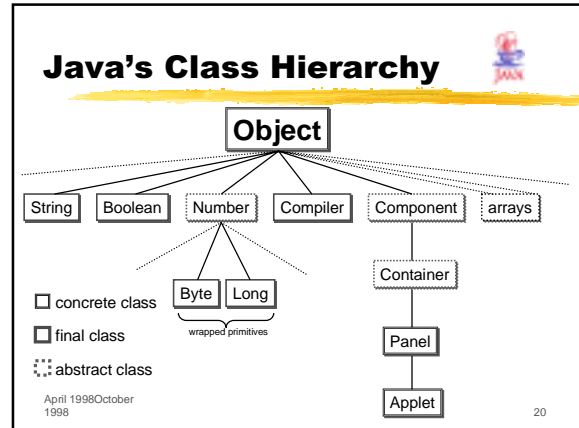 Java's Class Hierarchy
JAVA
Object
String Boolean Number Compiler Component arrays
Container
Byte Long
wrapped primitives
concrete class
final class
abstract class
Panel
Applet
April 1998October
1998
20